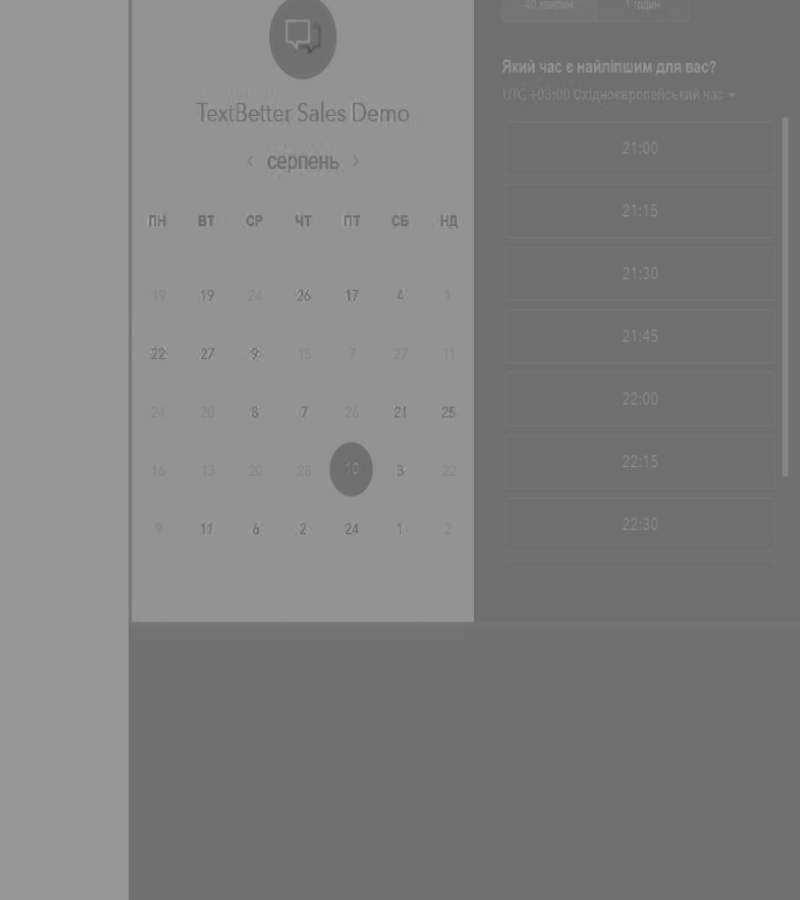 40 хвилин 1 годин
TextBetter Sales Demo
серпень
ПН ВТ СР ЧТ ПТ СБ НД
19 19 24 26 17 4 1
22 27 9 15 7 27 11
24 20 8 7 26 21 25
16 13 20 28 10 3 22
9 11 6 2 24 1 2
Який час є найліпшим для вас?
UTC +03:00 Східноєвропейський час
21:00
21:15
21:30
21:45
22:00
22:15
22:30